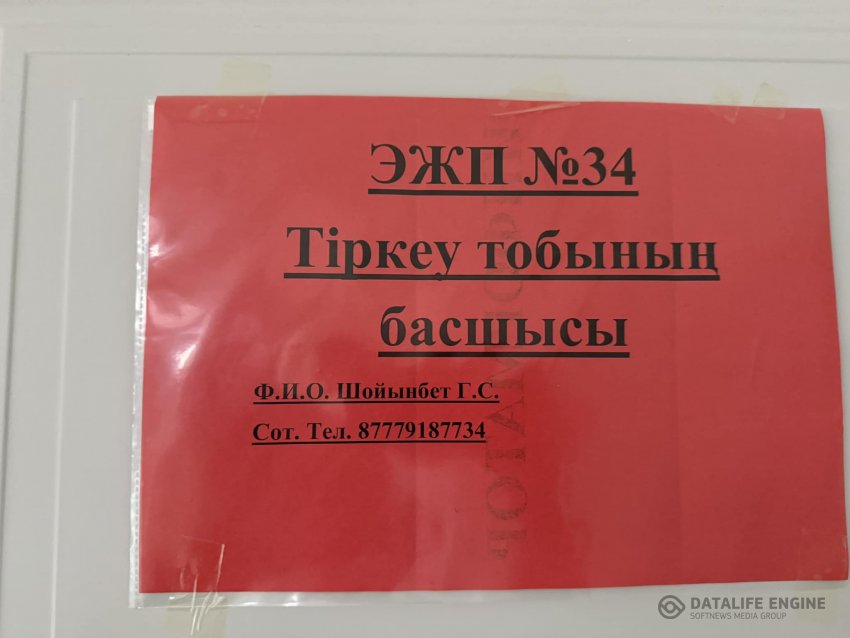 ЭЖП №34
Тіркеу тобының
басшысы
Ф.И.О. Шойынбет Г.С.
Сот. Тел. 87779187734
DATALIFE ENGINE
SOFTNEWS MEDIA GROUP